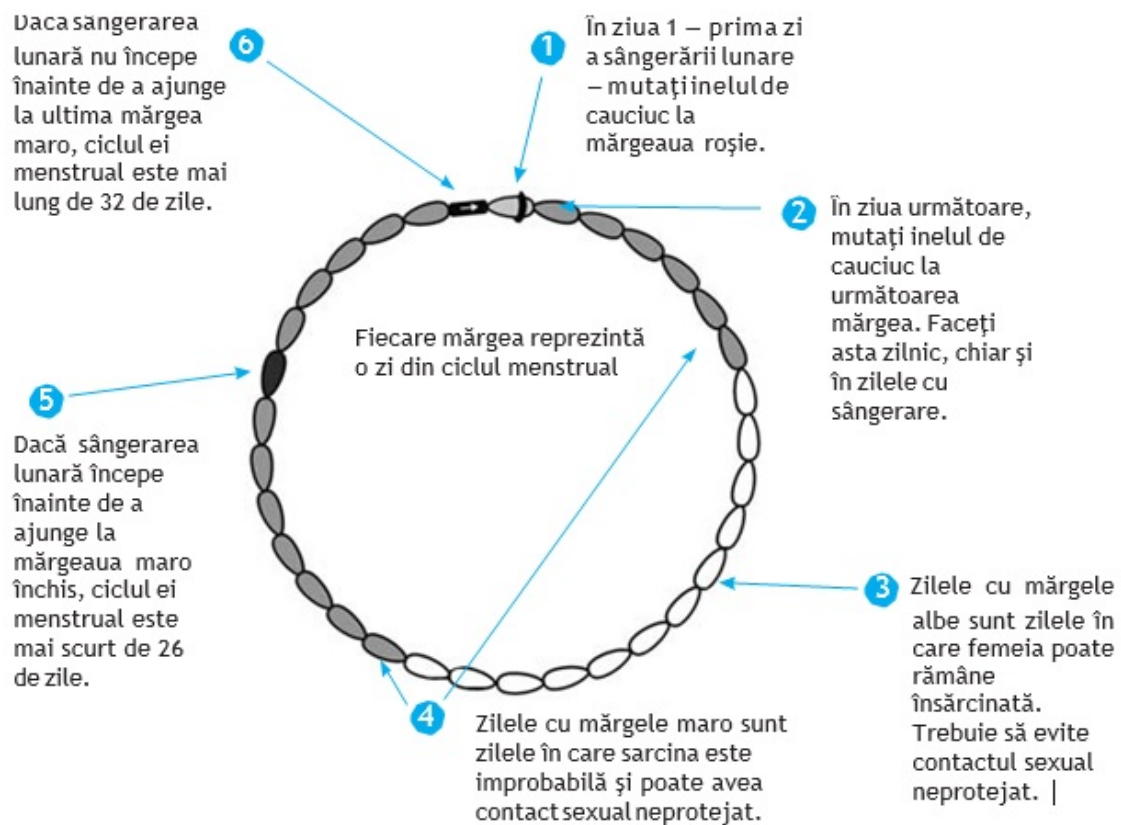 6
Dacă sângerarea
lunară nu începe
înainte de a ajunge
la ultima mărgea
maro, ciclul ei
menstrual este mai
lung de 32 de zile.
1
În ziua 1 – prima zi
a sângerării lunare
– mutaţi inelul de
cauciuc la
mărgeaua roşie.
2
În ziua următoare,
mutaţi inelul de
cauciuc la
următoarea
mărgea. Faceţi
asta zilnic, chiar şi
în zilele cu
sângerare.
Fiecare mărgea reprezintă
o zi din ciclul menstrual
5
Dacă sângerarea
lunară începe
înainte de a
ajunge la
mărgeaua maro
închis, ciclul ei
menstrual este
mai scurt de 26
de zile.
3
Zilele cu mărgele
albe sunt zilele în
care femeia poate
rămâne
însărcinată.
Trebuie să evite
contactul sexual
neprotejat.
4
Zilele cu mărgele maro sunt
zilele în care sarcina este
improbabilă şi poate avea
contact sexual neprotejat.